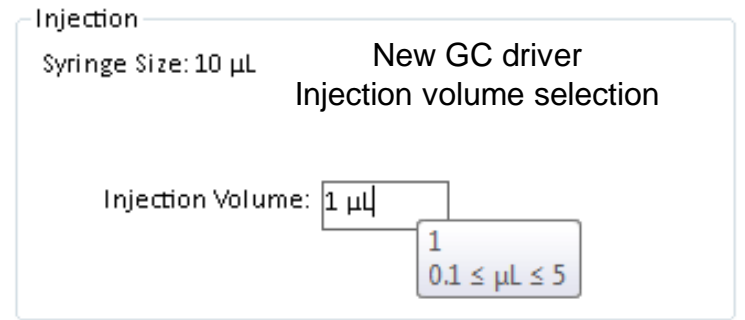 Injection
Syringe Size: 10 µL
New GC driver
Injection volume selection
Injection Volume: 1 µL
1
0.1 ≤ µL ≤ 5